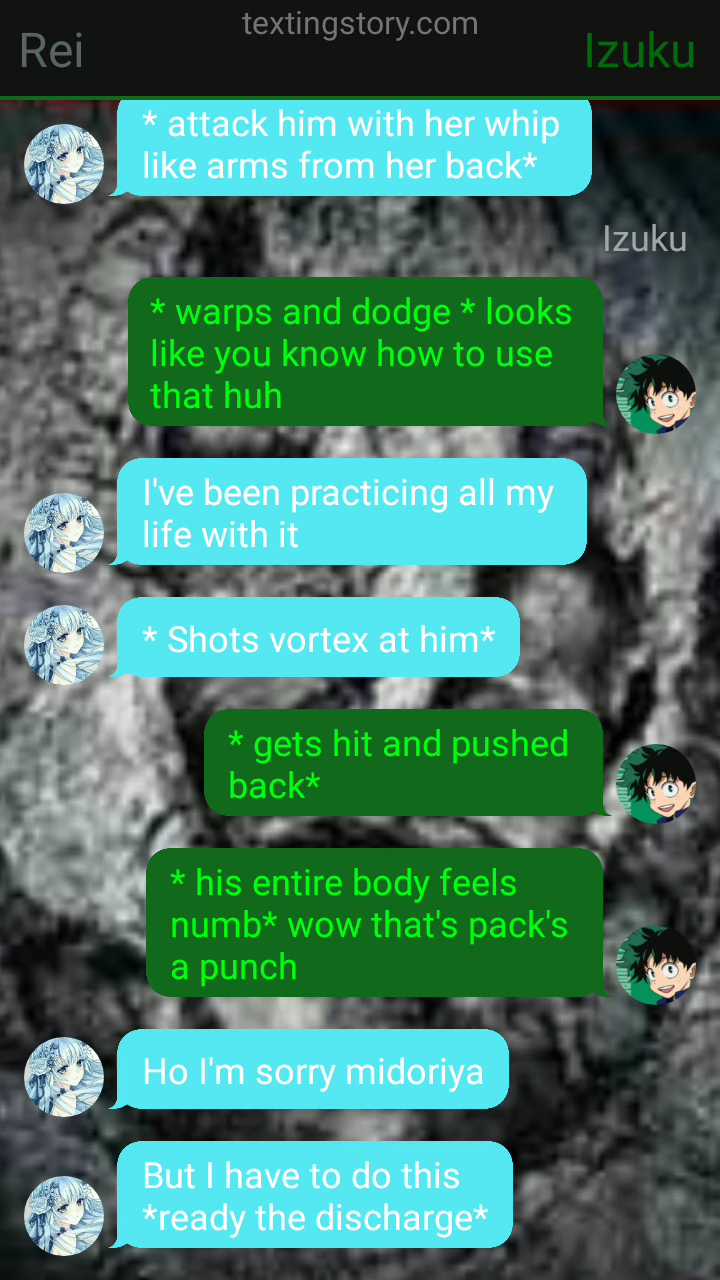 textingstory.com
Rei
Izuku
* attack him with her whip
like arms from her back*
Izuku
* warps and dodge * looks
like you know how to use
that huh
I've been practicing all my
life with it
* Shots vortex at him*
* gets hit and pushed
back*
* his entire body feels
numb* wow that's pack's
a punch
Ho I'm sorry midoriya
But I have to do this
*ready the discharge*